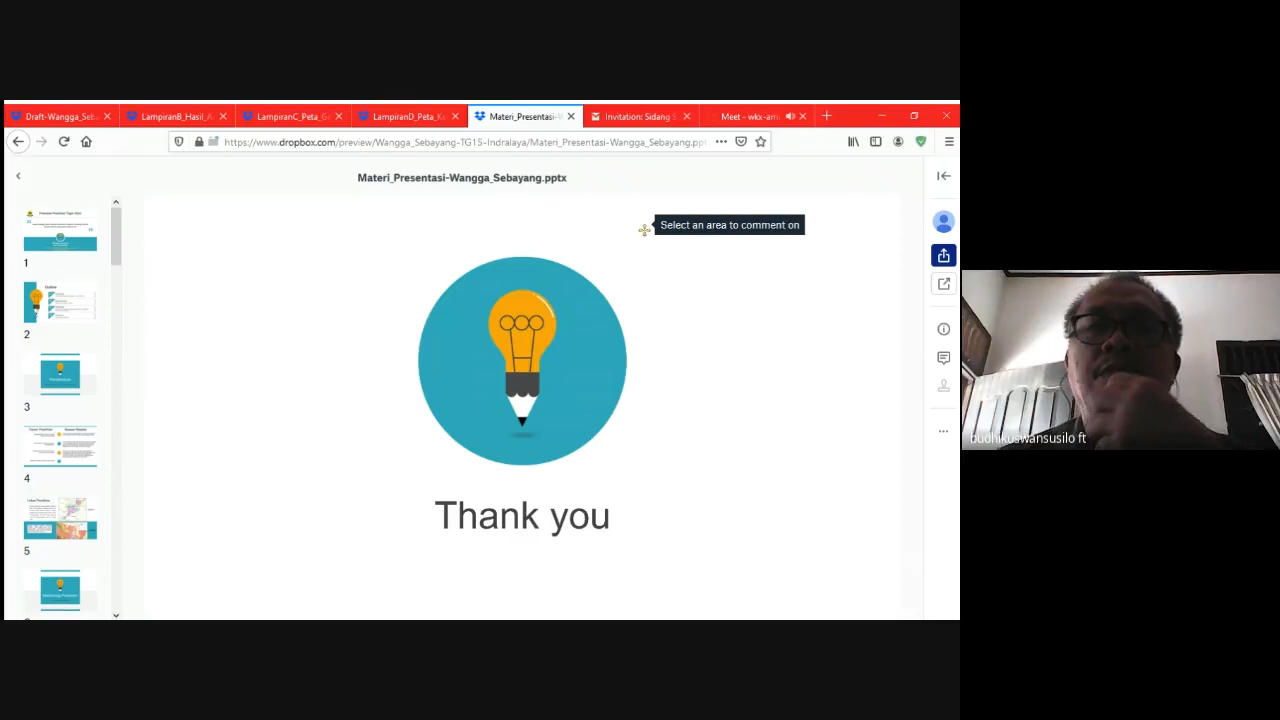 Draft-Wangga_Seb
LampiranB_Hasil_A
LampiranC_Peta_G
LampiranD_Peta_K
Materi_Presentasi-
Invitation: Sidang S
Meet - wkx-am
https://www.dropbox.com/preview/Wangga_Sebayang-TG15-Indralaya/Materi_Presentasi-Wangga_Sebayang.ppt
Materi_Presentasi-Wangga_Sebayang.pptx
Select an area to comment on
1
Outline
2
3
4
5
Thank you
budhikuswansusilo ft